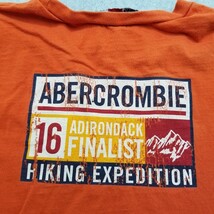 ABERCROMBIE
16 ADIRONDACK
FINALIST
HIKING EXPEDITION